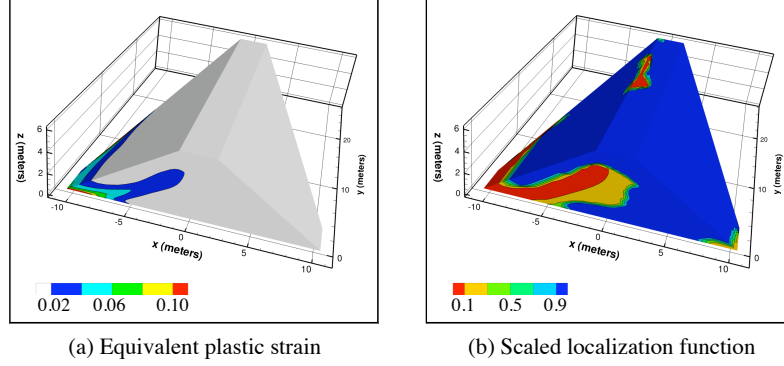 6
4
2
0
z (meters)
-10
-5
0
5
10
x (meters)
0
10
20
y (meters)
0.02 0.06 0.10
(a) Equivalent plastic strain
6
4
2
0
z (meters)
-10
-5
0
5
10
x (meters)
0
10
20
y (meters)
0.1 0.5 0.9
(b) Scaled localization function